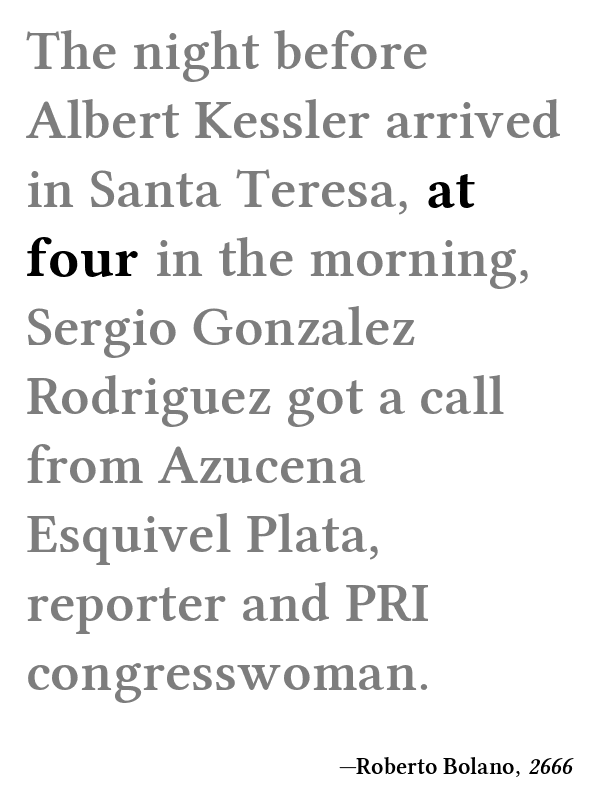 The night before
Albert Kessler arrived
in Santa Teresa, at
four in the morning,
Sergio Gonzalez
Rodriguez got a call
from Azucena
Esquivel Plata,
reporter and PRI
congresswoman.
—Roberto Bolano, 2666